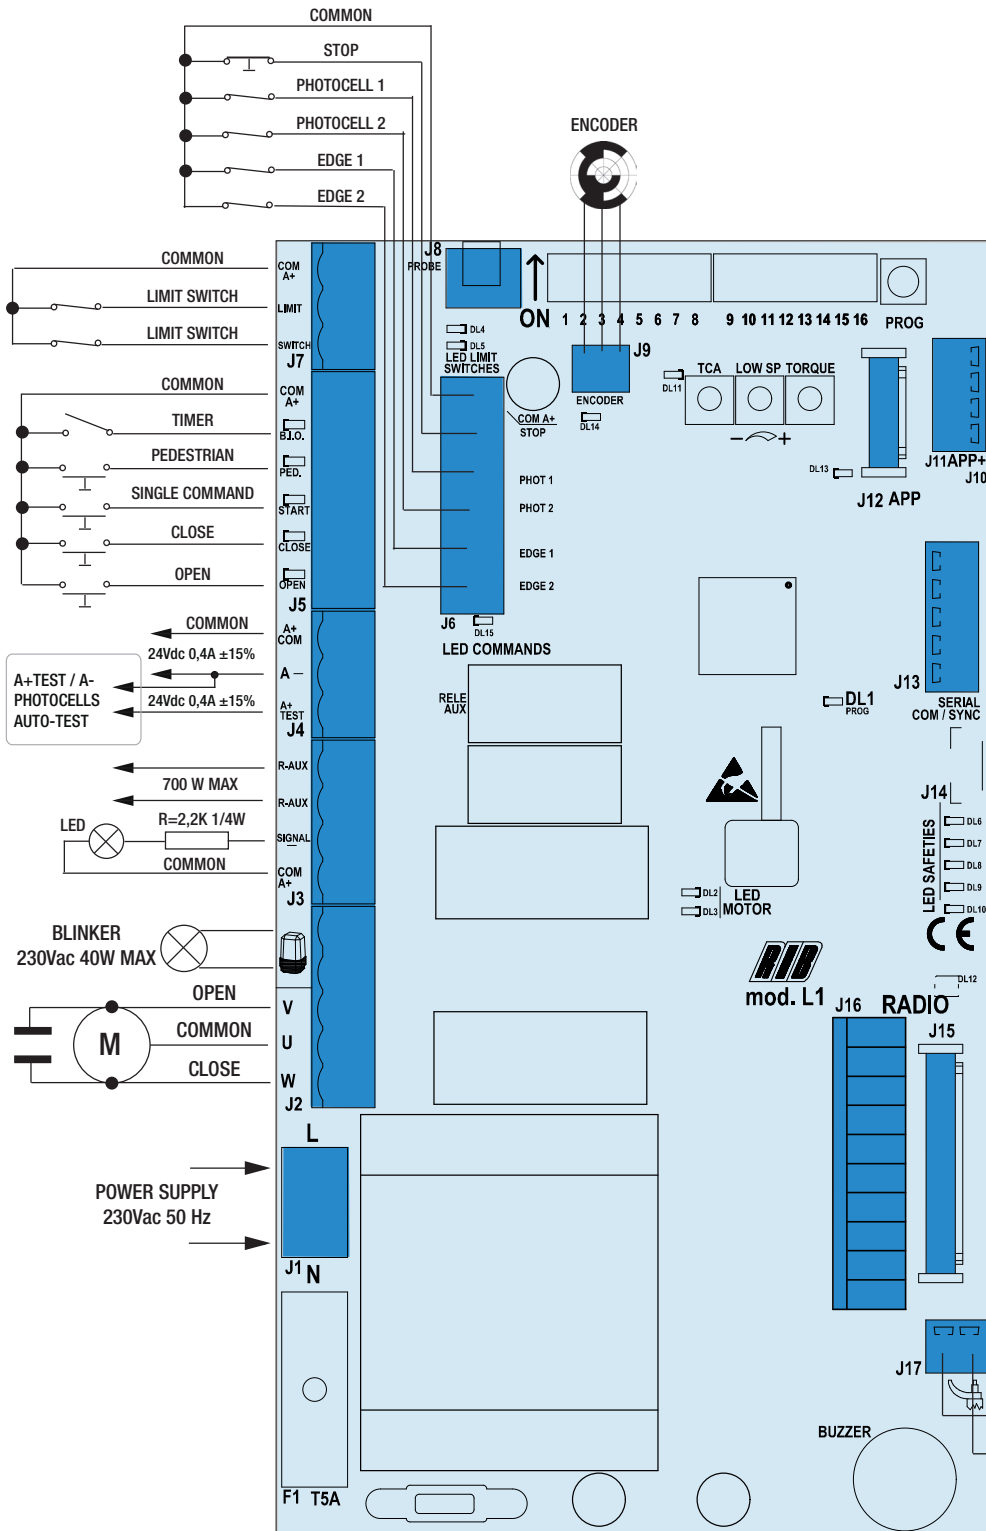 COMMON
STOP
PHOTOCELL 1
PHOTOCELL 2
EDGE 1
EDGE 2
ENCODER
COMMON
LIMIT SWITCH
LIMIT SWITCH
COM
A+
LIMIT
SWITCH
J7
J8
PROBE
ON
1 2 3 4 5 6 7 8
9 10 11 12 13 14 15 16
PROG
DL4
DL5
LED LIMIT
SWITCHES
J9
ENCODER
DL14
DL11
TCA
LOW SP
TORQUE
– +
COM A+
STOP
PHOT 1
PHOT 2
EDGE 1
EDGE 2
J6
DL15
LED COMMANDS
DL13
J12 APP
J11 APP+
J10
COMMON
TIMER
PEDESTRIAN
SINGLE COMMAND
CLOSE
OPEN
COM
A+
B.I.O.
PED.
START
CLOSE
OPEN
J5
COMMON
24Vdc 0,4A ±15%
24Vdc 0,4A ±15%
A+TEST / A-
PHOTOCELLS
AUTO-TEST
A+
COM
A –
A+
TEST
J4
RELE
AUX
J13
SERIAL
COM / SYNC
DL1
PROG
700 W MAX
R-AUX
R-AUX
LED
R=2,2K 1/4W
COMMON
SIGNAL
COM
A+
J3
J14
LED SAFETIES
DL6
DL7
DL8
DL9
DL10
CE
DL2
DL3
LED
MOTOR
BLINKER
230Vac 40W MAX
OPEN
COMMON
CLOSE
M
V
U
W
J2
RIB
mod. L1
DL12
J16
RADIO
J15
L
POWER SUPPLY
230Vac 50 Hz
J1
N
J17
BUZZER
F1 T5A